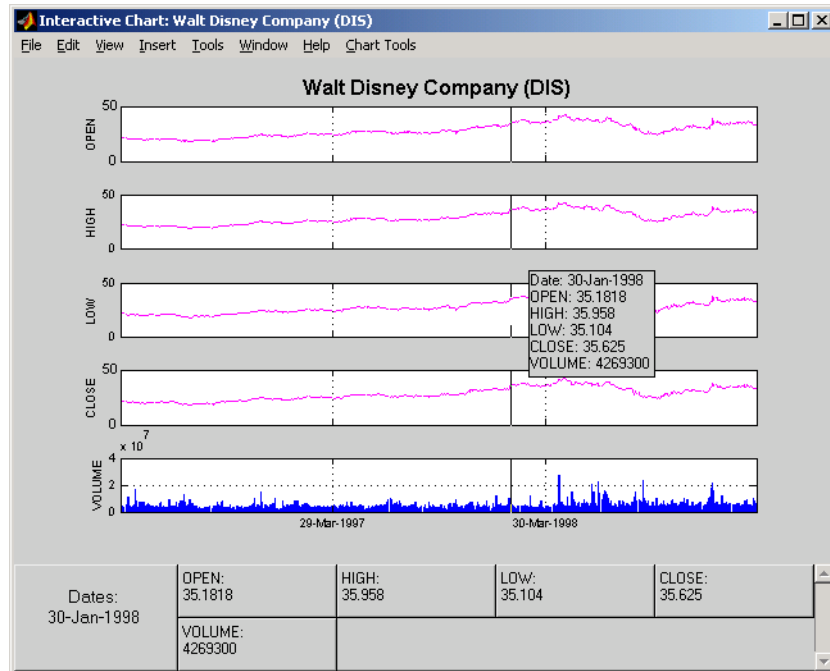 Interactive Chart: Walt Disney Company (DIS)
File Edit View Insert Tools Window Help Chart Tools
Walt Disney Company (DIS)
50
OPEN
0
50
HIGH
0
50
LOW
0
Date: 30-Jan-1998
OPEN: 35.1818
HIGH: 35.958
LOW: 35.104
CLOSE: 35.625
VOLUME: 4269300
50
CLOSE
0
x 10^7
4
VOLUME
2
0
29-Mar-1997 30-Mar-1998
Dates:
30-Jan-1998
OPEN:
35.1818
HIGH:
35.958
LOW:
35.104
CLOSE:
35.625
VOLUME:
4269300